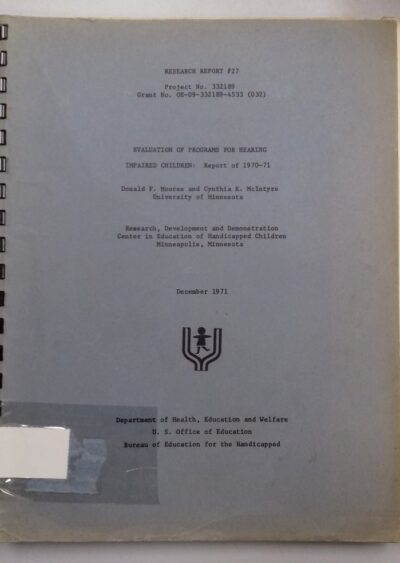 RESEARCH REPORT #27
Project No. 332189
Grant No. OE-09-332189-4533 (032)
EVALUATION OF PROGRAMS FOR HEARING
IMPAIRED CHILDREN: Report of 1970-71
Donald F. Moores and Cynthia K. McIntyre
University of Minnesota
Research, Development and Demonstration
Center in Education of Handicapped Children
Minneapolis, Minnesota
December 1971
Department of Health, Education and Welfare
U. S. Office of Education
Bureau of Education for the Handicapped